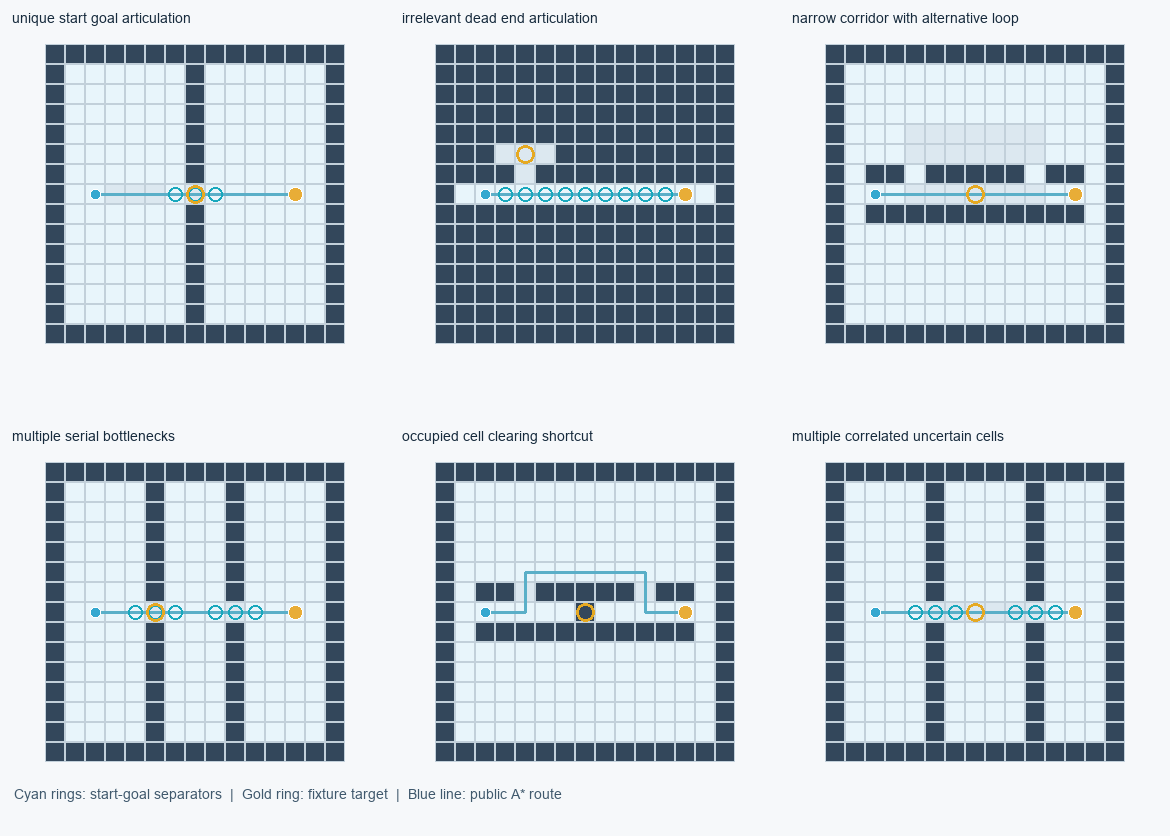 unique start goal articulation
irrelevant dead end articulation
narrow corridor with alternative loop
multiple serial bottlenecks
occupied cell clearing shortcut
multiple correlated uncertain cells
Cyan rings: start-goal separators | Gold ring: fixture target | Blue line: public A* route